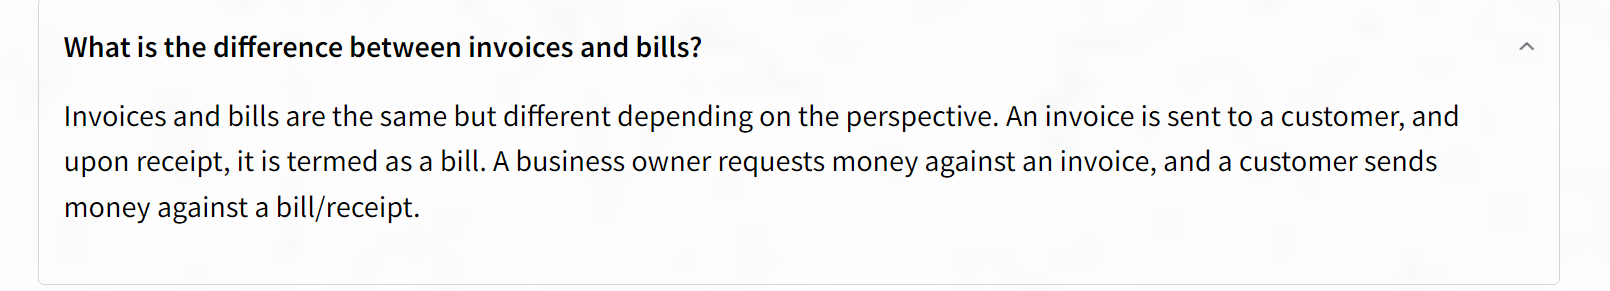 What is the difference between invoices and bills?
Invoices and bills are the same but different depending on the perspective. An invoice is sent to a customer, and
upon receipt, it is termed as a bill. A business owner requests money against an invoice, and a customer sends
money against a bill/receipt.